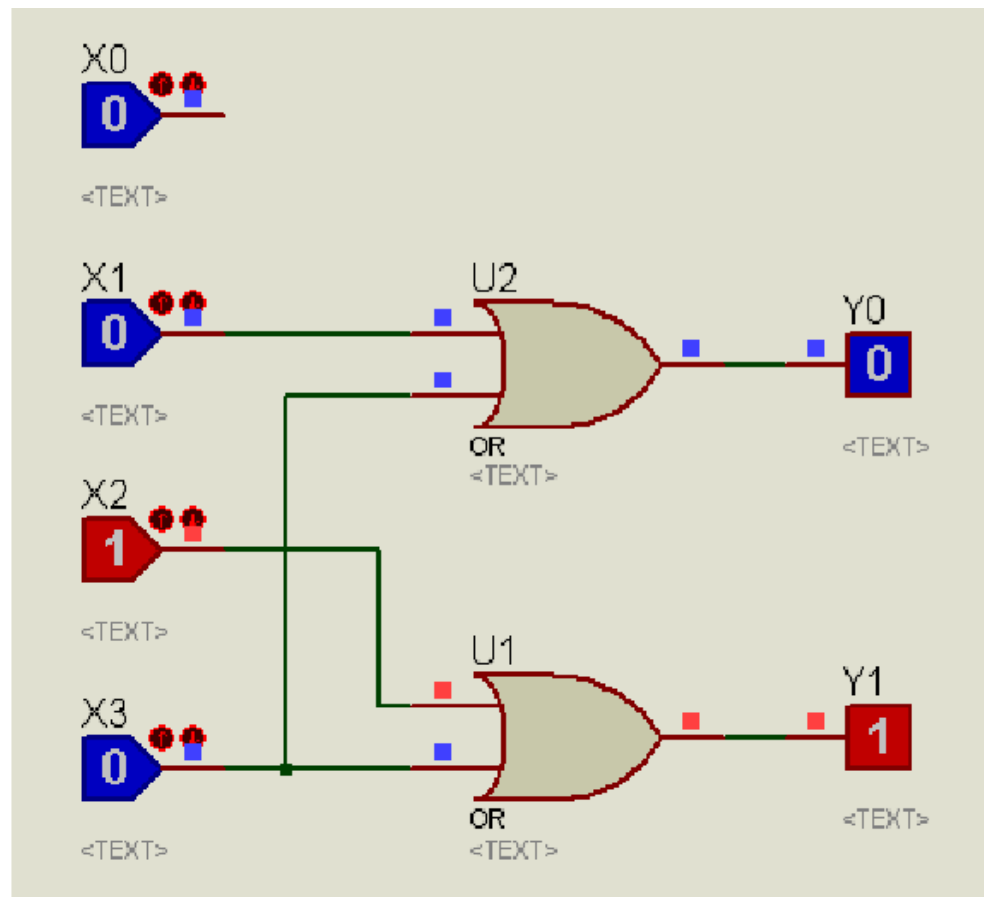 X0
0
<TEXT>
X1
0
<TEXT>
U2
OR
<TEXT>
Y0
0
<TEXT>
X2
1
<TEXT>
X3
0
<TEXT>
U1
OR
<TEXT>
Y1
1
<TEXT>